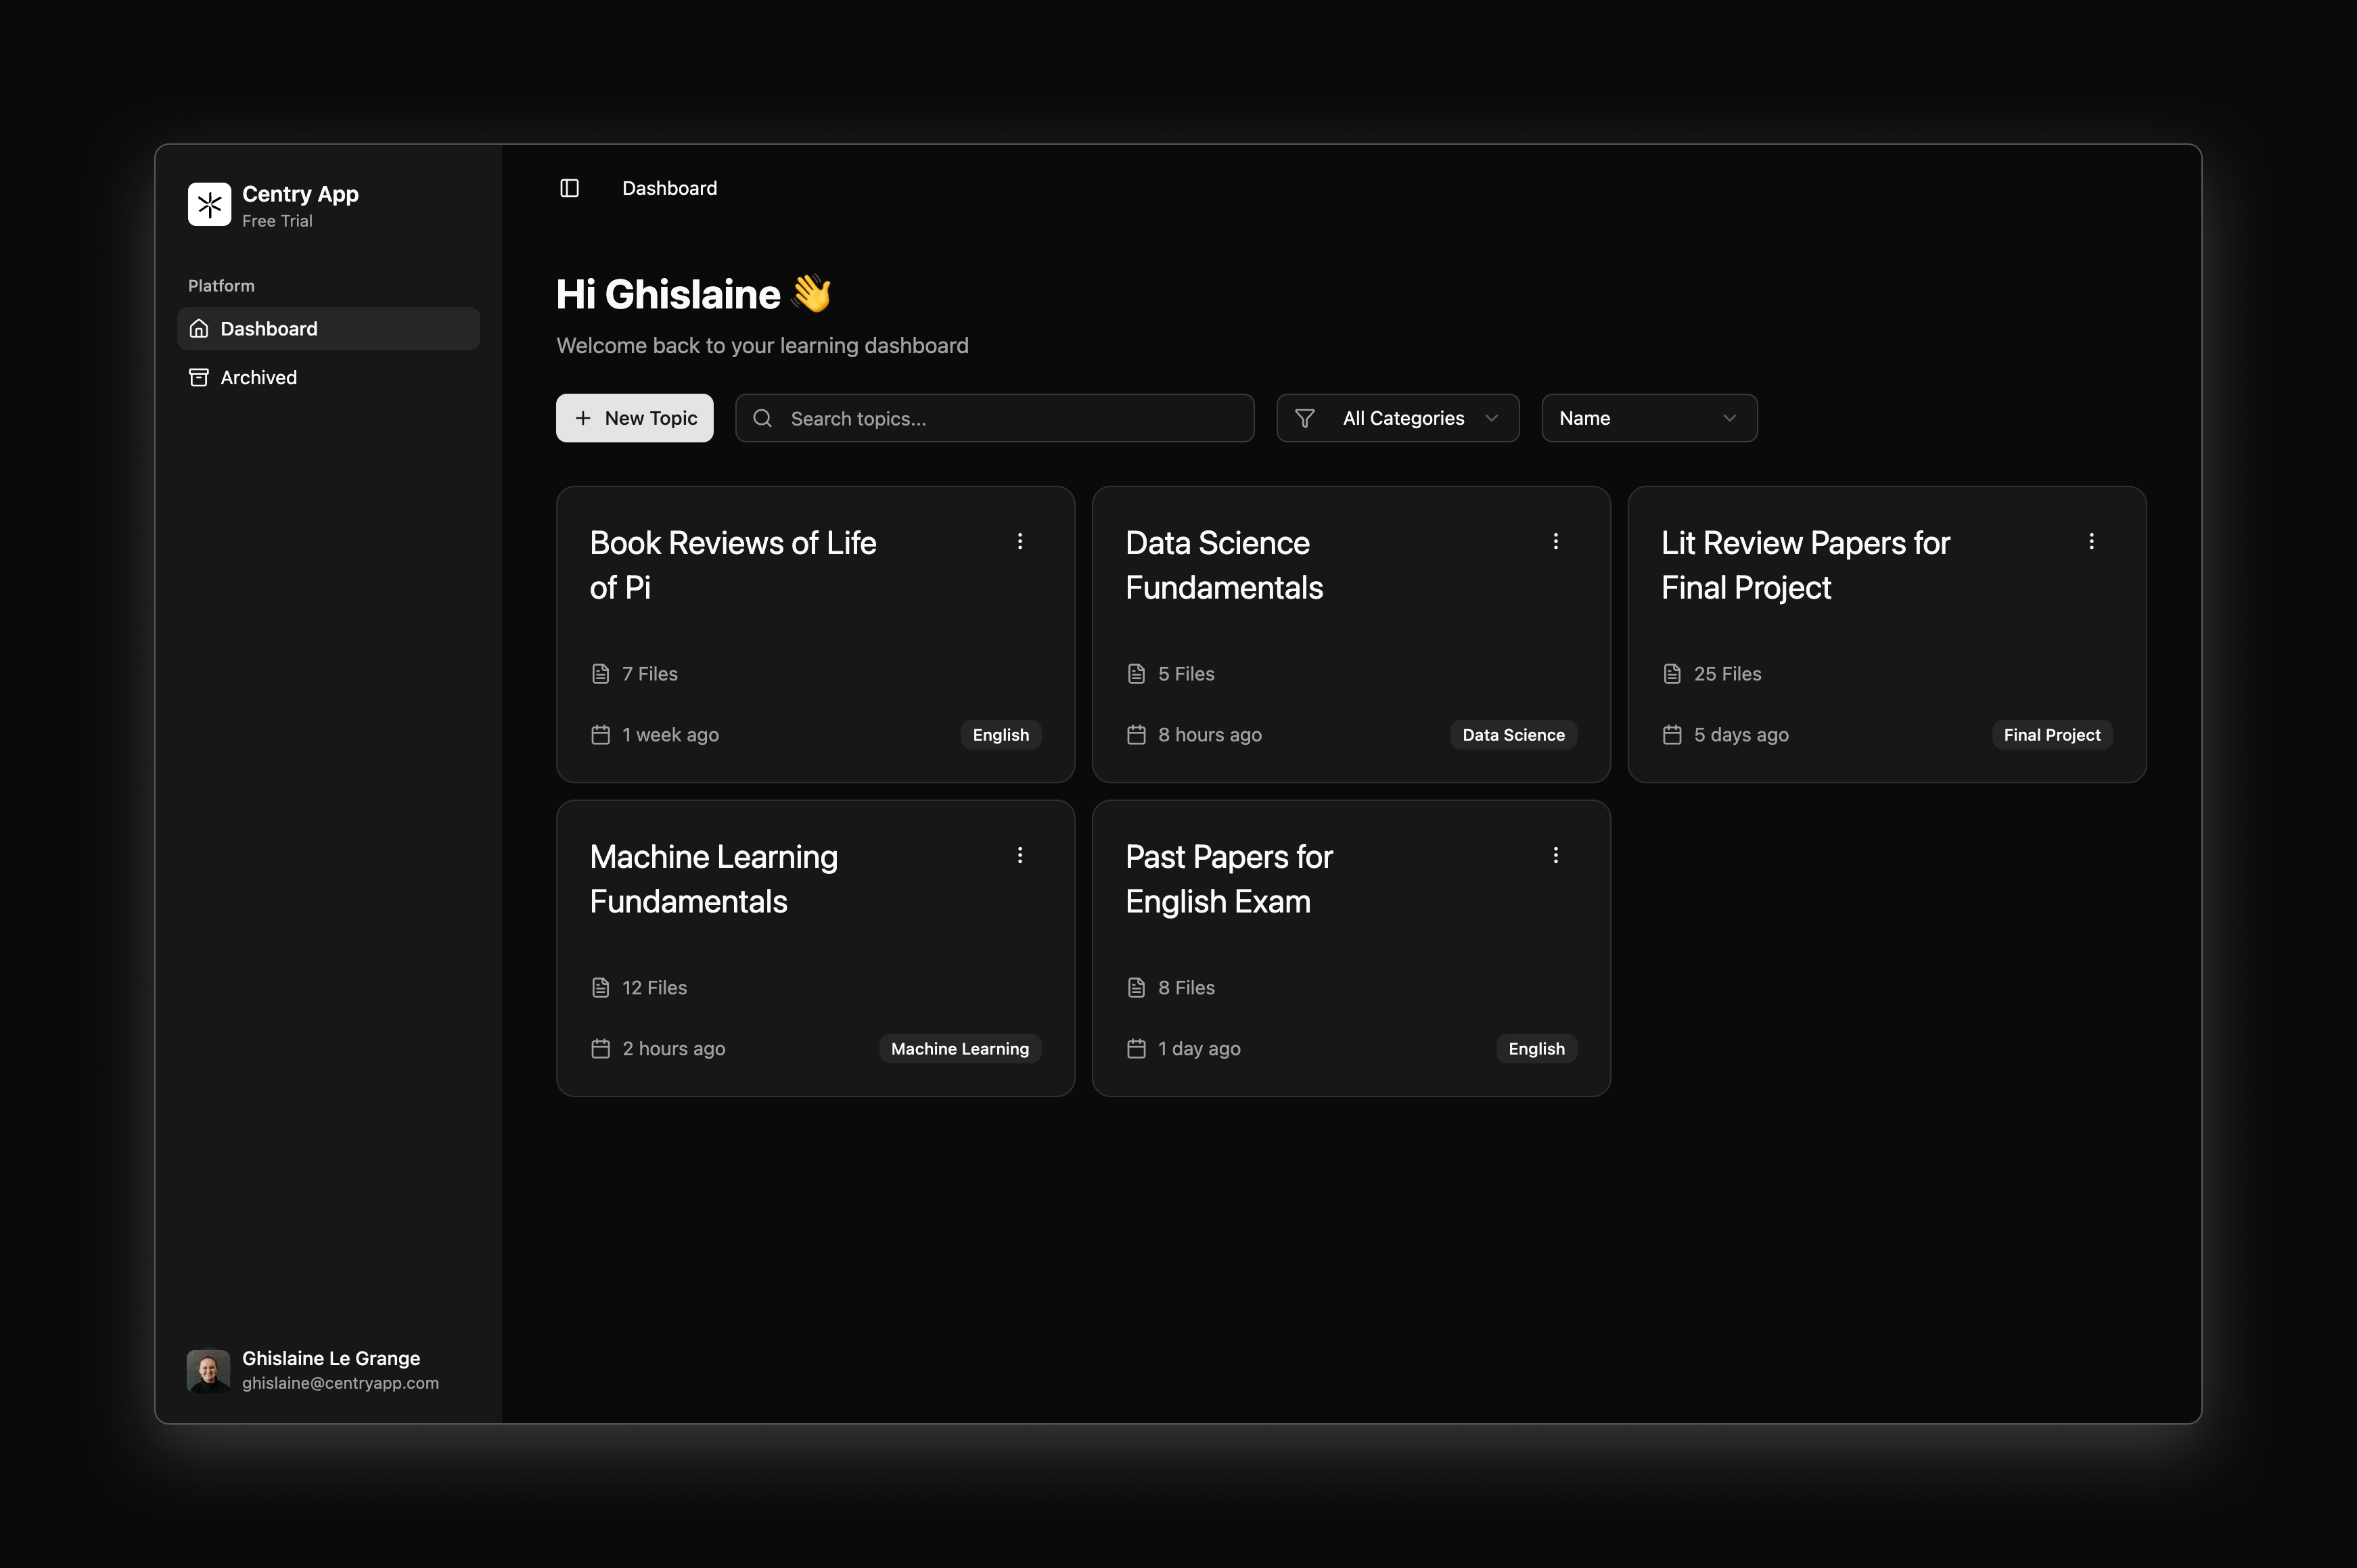 Centry App
Free Trial
Platform
Dashboard
Archived
Ghislaine Le Grange
ghislaine@centryapp.com
Dashboard
Hi Ghislaine 👋
Welcome back to your learning dashboard
New Topic
Search topics...
All Categories
Name
Book Reviews of Life
of Pi
7 Files
1 week ago
English
Data Science
Fundamentals
5 Files
8 hours ago
Data Science
Lit Review Papers for
Final Project
25 Files
5 days ago
Final Project
Machine Learning
Fundamentals
12 Files
2 hours ago
Machine Learning
Past Papers for
English Exam
8 Files
1 day ago
English